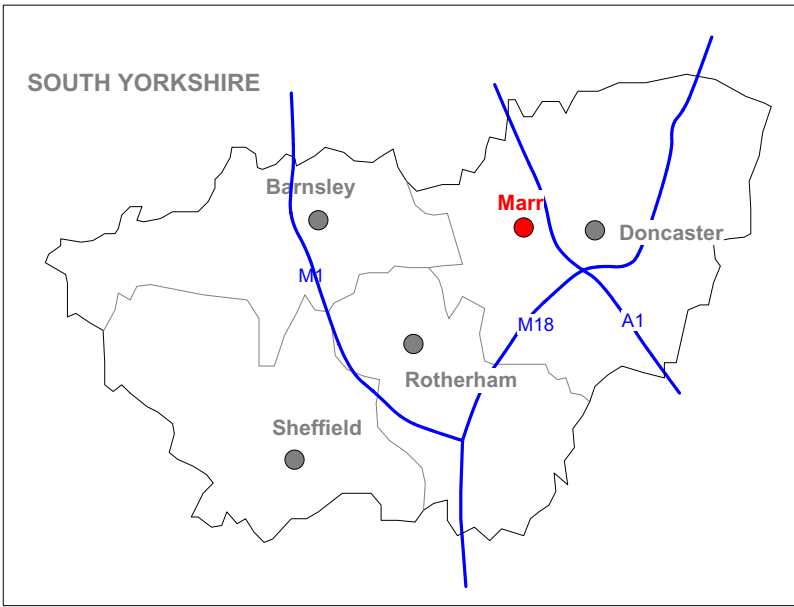 SOUTH YORKSHIRE
Barnsley
Marr
Doncaster
M1
M18
A1
Rotherham
Sheffield